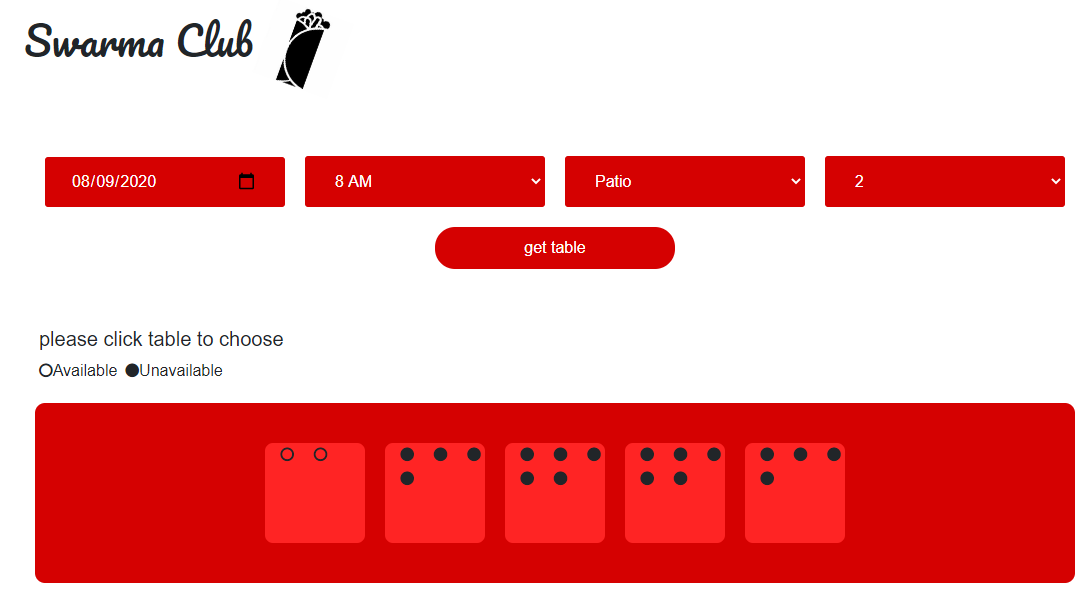 Swarma Club
08/09/2020 8 AM Patio 2
get table
please click table to choose
Available Unavailable